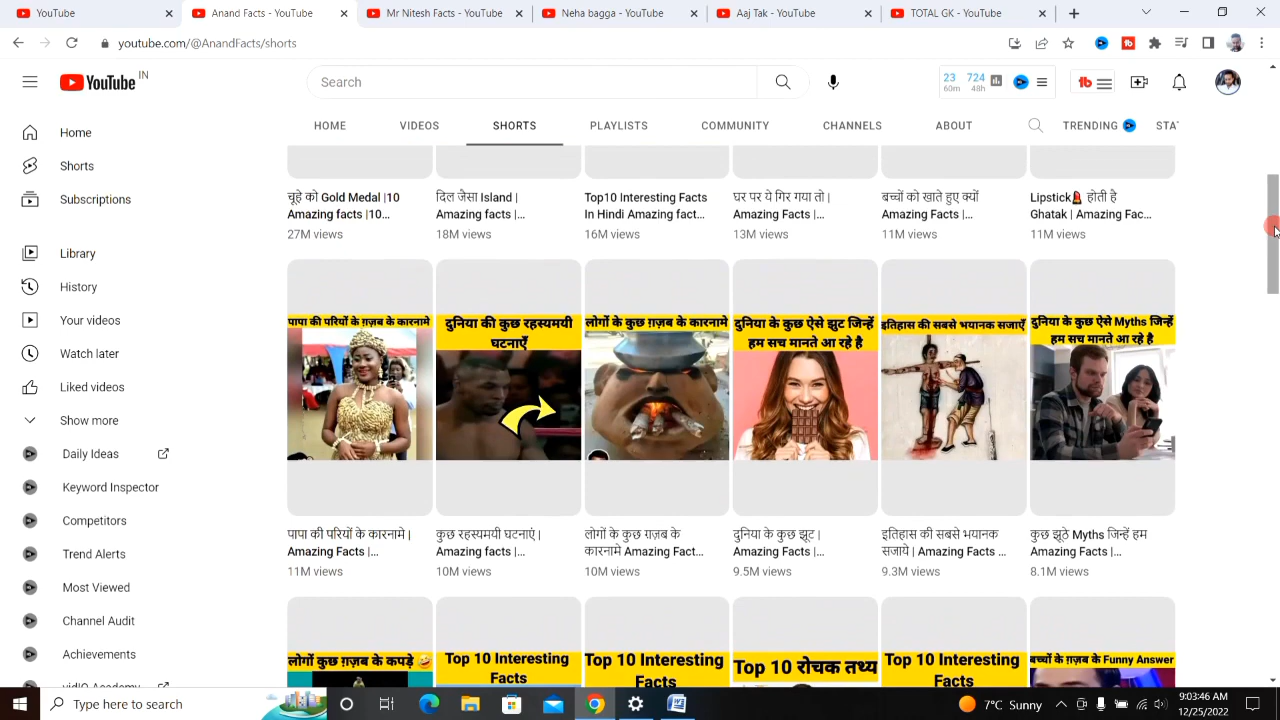 YouTube
Anand Facts - YouTube
Mr Nitesh Facts - YouTube
Neha bagga - YouTube
Aaj Tak - YouTube
TOTAL GK - YouTube
youtube.com/@AnandFacts/shorts
YouTube IN
Search
23 724
60m 48h
HOME VIDEOS SHORTS PLAYLISTS COMMUNITY CHANNELS ABOUT TRENDING STA
Home
Shorts
Subscriptions
Library
History
Your videos
Watch later
Liked videos
Show more
Daily Ideas
Keyword Inspector
Competitors
Trend Alerts
Most Viewed
Channel Audit
Achievements
vidIQ Academy
चूहे को Gold Medal |10
Amazing facts |10...
27M views
दिल जैसा Island |
Amazing facts |...
18M views
Top10 Interesting Facts
In Hindi Amazing fact...
16M views
घर पर ये गिर गया तो |
Amazing Facts |...
13M views
बच्चों को खाते हुए क्यों
Amazing Facts |...
11M views
Lipstick💄 होती है
Ghatak | Amazing Fac...
11M views
पापा की परियों के ग़ज़ब के कारनामे
पापा की परियों के कारनामे |
Amazing Facts |...
11M views
दुनिया की कुछ रहस्यमयी
घटनाएँ
कुछ रहस्यमयी घटनाएं |
Amazing facts |...
10M views
लोगों के कुछ ग़ज़ब के कारनामे
लोगों के कुछ ग़ज़ब के
कारनामे Amazing Fact...
10M views
दुनिया के कुछ ऐसे झुट जिन्हें
हम सच मानते आ रहे है
दुनिया के कुछ झूट |
Amazing Facts |...
9.5M views
इतिहास की सबसे भयानक सजाएँ
इतिहास की सबसे भयानक
सजाये | Amazing Facts ...
9.3M views
दुनिया के कुछ ऐसे Myths जिन्हें
हम सच मानते आ रहे है
कुछ झूठे Myths जिन्हें हम
Amazing Facts |...
8.1M views
लोगों कुछ ग़ज़ब के कपड़े 🤣
Top 10 Interesting
Facts
Top 10 Interesting
Facts
Top 10 रोचक तथ्य
Top 10 Interesting
Facts
बच्चों के ग़ज़ब के Funny Answer
Type here to search
7°C Sunny
9:03:46 AM
12/25/2022